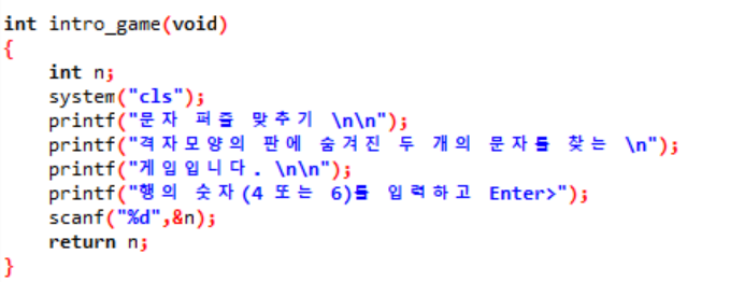 int intro_game(void)
{
int n;
system("cls");
printf("문자 퍼즐 맞추기 \n\n");
printf("격자모양의 판에 숨겨진 두 개의 문자를 찾는 \n");
printf("게임입니다. \n\n");
printf("행의 숫자(4 또는 6)를 입력하고 Enter>");
scanf("%d",&n);
return n;
}